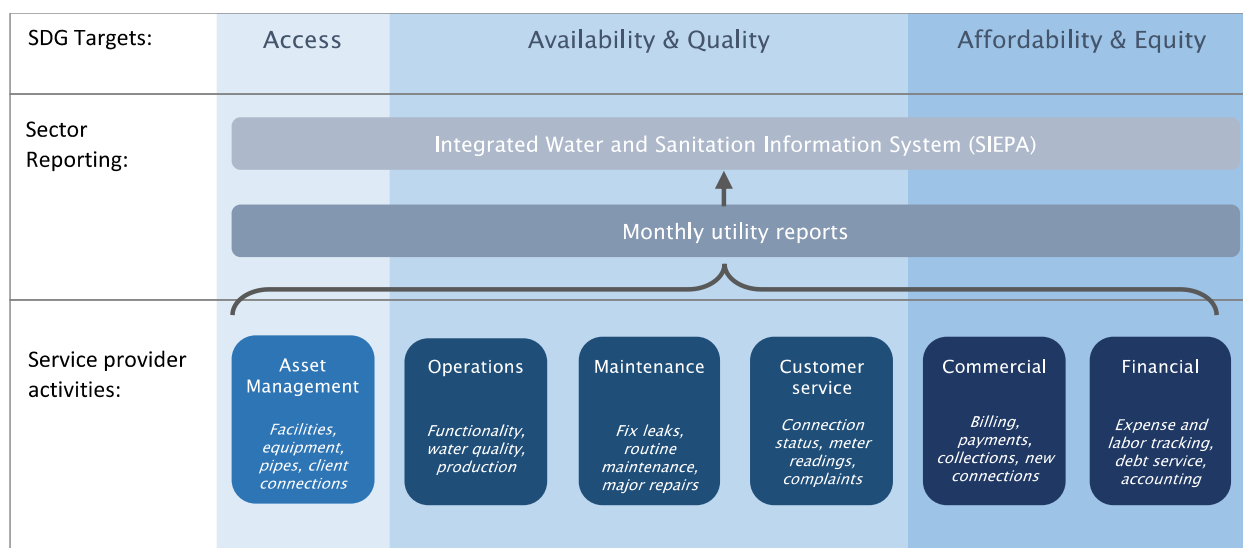 SDG Targets:
Access
Availability & Quality
Affordability & Equity
Sector
Reporting:
Integrated Water and Sanitation Information System (SIEPA)
Monthly utility reports
Service provider
activities:
Asset
Management
Facilities,
equipment,
pipes, client
connections
Operations
Functionality,
water quality,
production
Maintenance
Fix leaks,
routine
maintenance,
major repairs
Customer
service
Connection
status, meter
readings,
complaints
Commercial
Billing,
payments,
collections, new
connections
Financial
Expense and
labor tracking,
debt service,
accounting